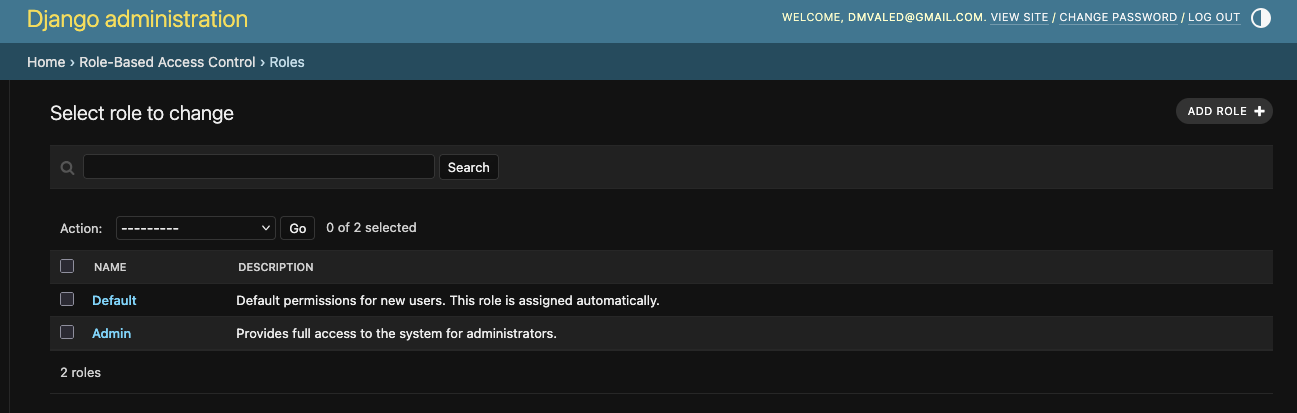 Django administration
WELCOME, DMVALED@GMAIL.COM. VIEW SITE / CHANGE PASSWORD / LOG OUT
Home › Role-Based Access Control › Roles
Select role to change
ADD ROLE +
Search
Action: --------- Go 0 of 2 selected
NAME DESCRIPTION
Default Default permissions for new users. This role is assigned automatically.
Admin Provides full access to the system for administrators.
2 roles